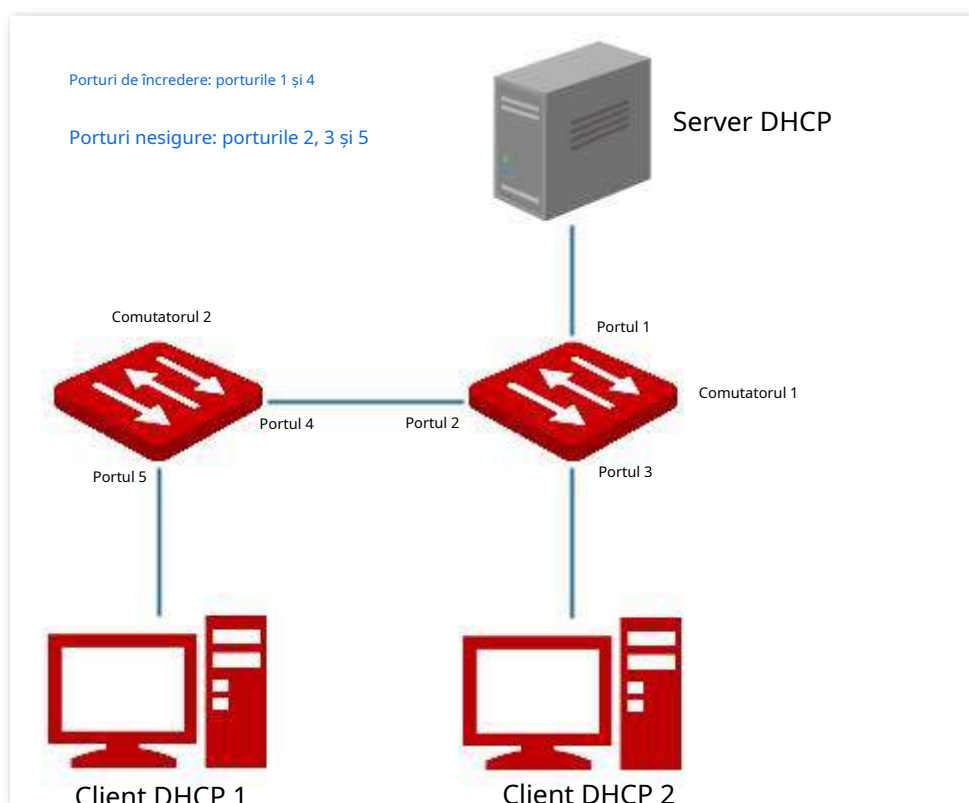 Porturi de încredere: porturile 1 și 4
Porturi nesigure: porturile 2, 3 și 5
Server DHCP
Comutatorul 2
Portul 1
Comutatorul 1
Portul 4
Portul 2
Portul 5
Portul 3
Client DHCP 1
Client DHCP 2